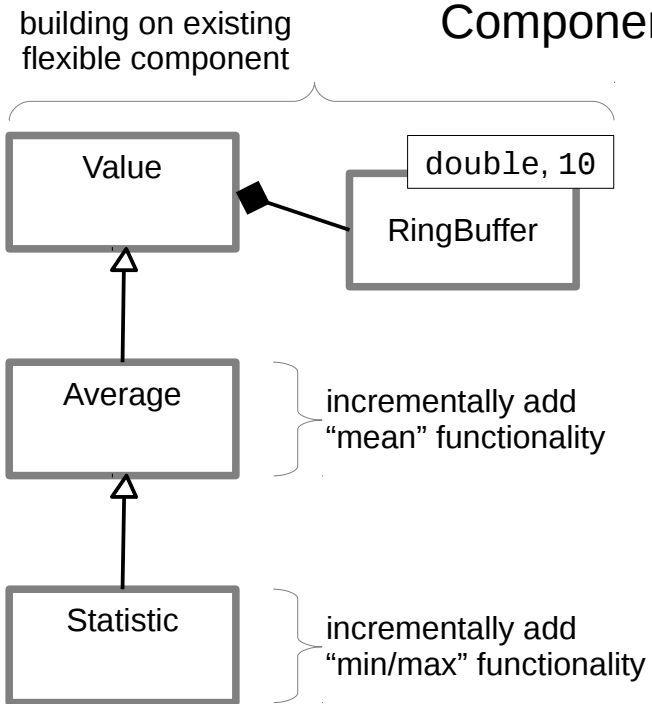 building on existing
flexible component
Value
double, 10
RingBuffer
Average
incrementally add
“mean” functionality
Statistic
incrementally add
“min/max” functionality